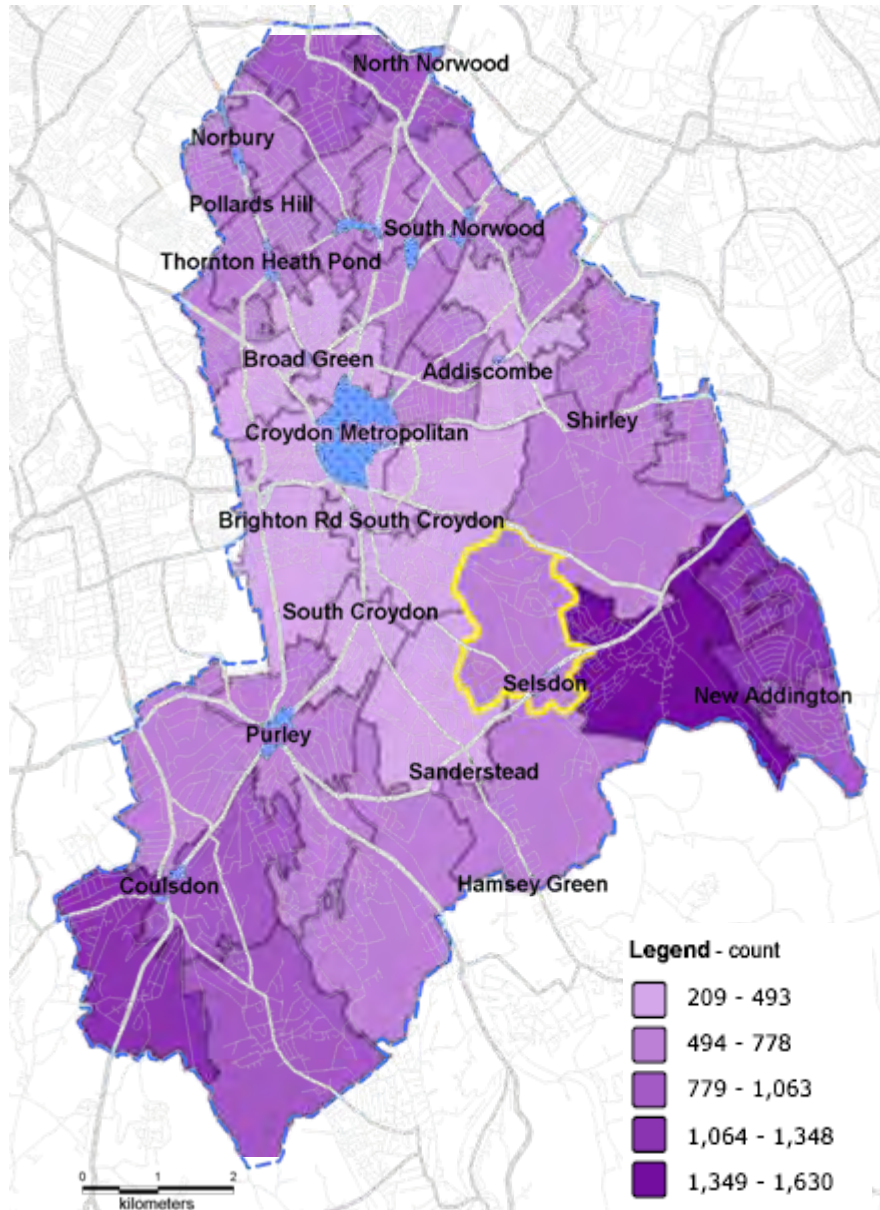 North Norwood
Norbury
Pollards Hill
South Norwood
Thornton Heath Pond
Broad Green
Addiscombe
Shirley
Croydon Metropolitan
Brighton Rd South Croydon
South Croydon
Selsdon
New Addington
Purley
Sanderstead
Coulsdon
Hamsey Green
Legend - count
209 - 493
494 - 778
779 - 1,063
1,064 - 1,348
1,349 - 1,630
0 1 2
kilometers